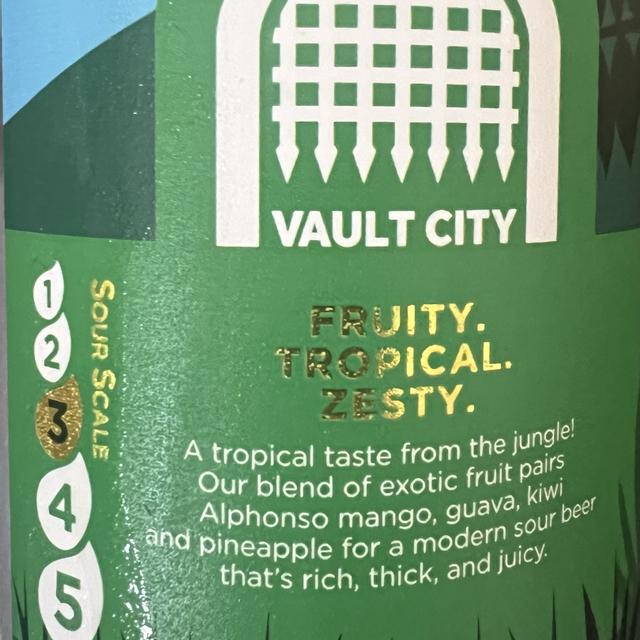 VAULT CITY
1
2
3
4
5
SOUR SCALE
FRUITY.
TROPICAL.
ZESTY.
A tropical taste from the jungle!
Our blend of exotic fruit pairs
Alphonso mango, guava, kiwi
and pineapple for a modern sour beer
that's rich, thick, and juicy.